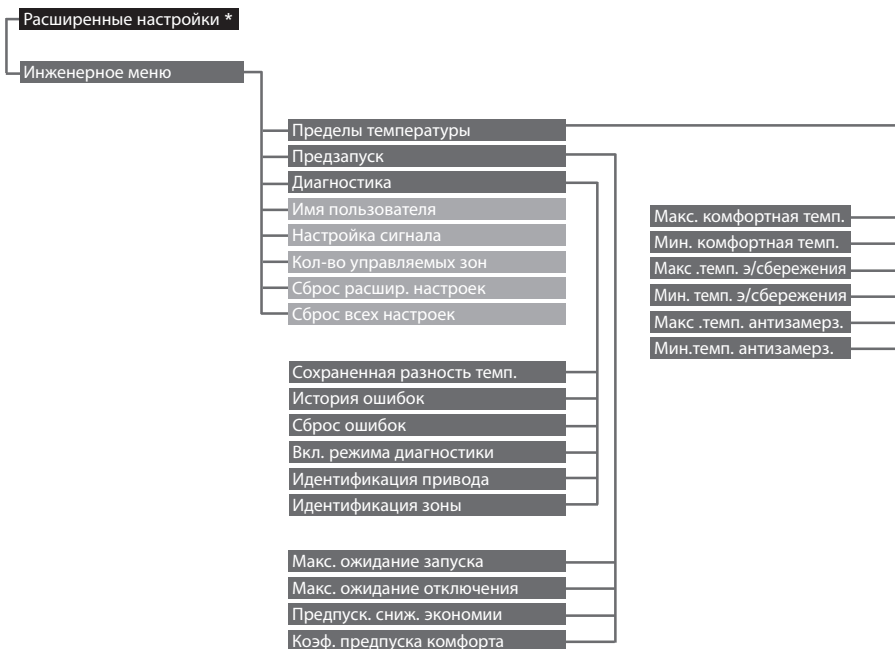 Расширенные настройки *
Инженерное меню
Пределы температуры
Предзапуск
Диагностика
Имя пользователя
Настройка сигнала
Кол-во управляемых зон
Сброс расшир. настроек
Сброс всех настроек
Макс. комфортная темп.
Мин. комфортная темп.
Макс .темп. э/сбережения
Мин. темп. э/сбережения
Макс .темп. антизамерз.
Мин.темп. антизамерз.
Сохраненная разность темп.
История ошибок
Сброс ошибок
Вкл. режима диагностики
Идентификация привода
Идентификация зоны
Макс. ожидание запуска
Макс. ожидание отключения
Предпуск. сниж. экономии
Коэф. предпуска комфорта